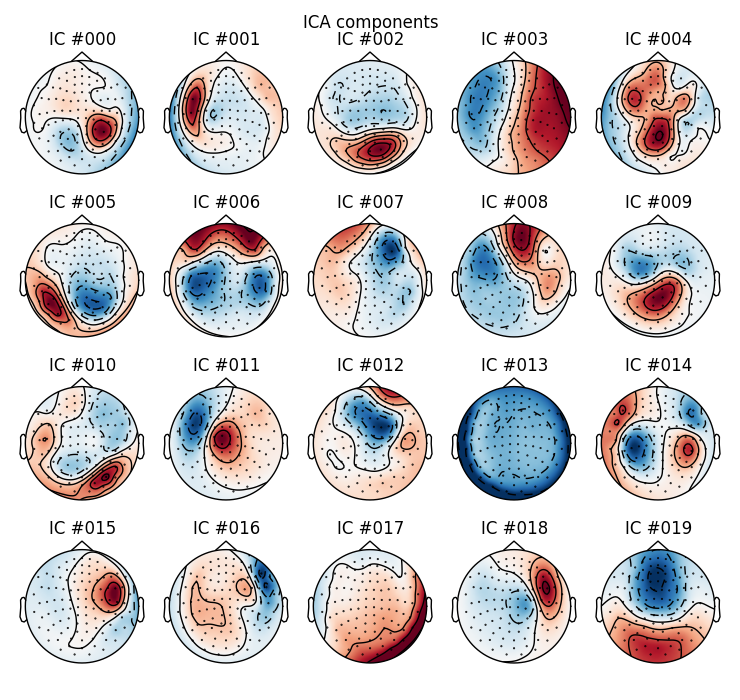 ICA components
IC #000 IC #001 IC #002 IC #003 IC #004
IC #005 IC #006 IC #007 IC #008 IC #009
IC #010 IC #011 IC #012 IC #013 IC #014
IC #015 IC #016 IC #017 IC #018 IC #019